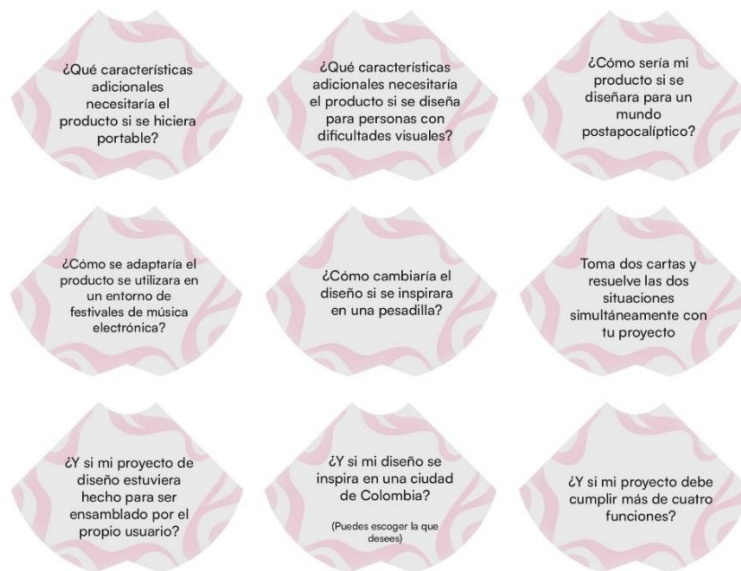 ¿Qué características
adicionales
necesitaría el
producto si se hiciera
portable?
¿Qué características
adicionales necesitaría
el producto si se diseña
para personas con
dificultades visuales?
¿Cómo sería mi
producto si se
diseñara para un
mundo
postapocalíptico?
¿Cómo se adaptaría el
producto se utilizara en
un entorno de
festivales de música
electrónica?
¿Cómo cambiaría el
diseño si se inspirara
en una pesadilla?
Toma dos cartas y
resuelve las dos
situaciones
simultáneamente con
tu proyecto
¿Y si mi proyecto de
diseño estuviera
hecho para ser
ensamblado por el
propio usuario?
¿Y si mi diseño se
inspira en una ciudad
de Colombia?
(Puedes escoger la que
desees)
¿Y si mi proyecto debe
cumplir más de cuatro
funciones?